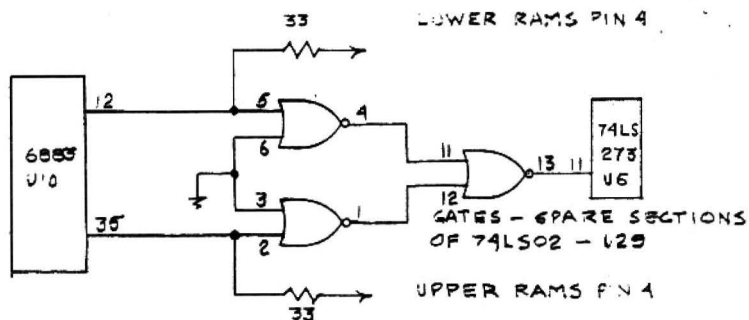 33
LOWER RAMS PIN 4
12
5
4
6
6883
U10
11
13
11
74LS
273
U6
3
1
12
GATES - SPARE SECTIONS
OF 74LS02 - U29
35
2
33
UPPER RAMS PIN 4